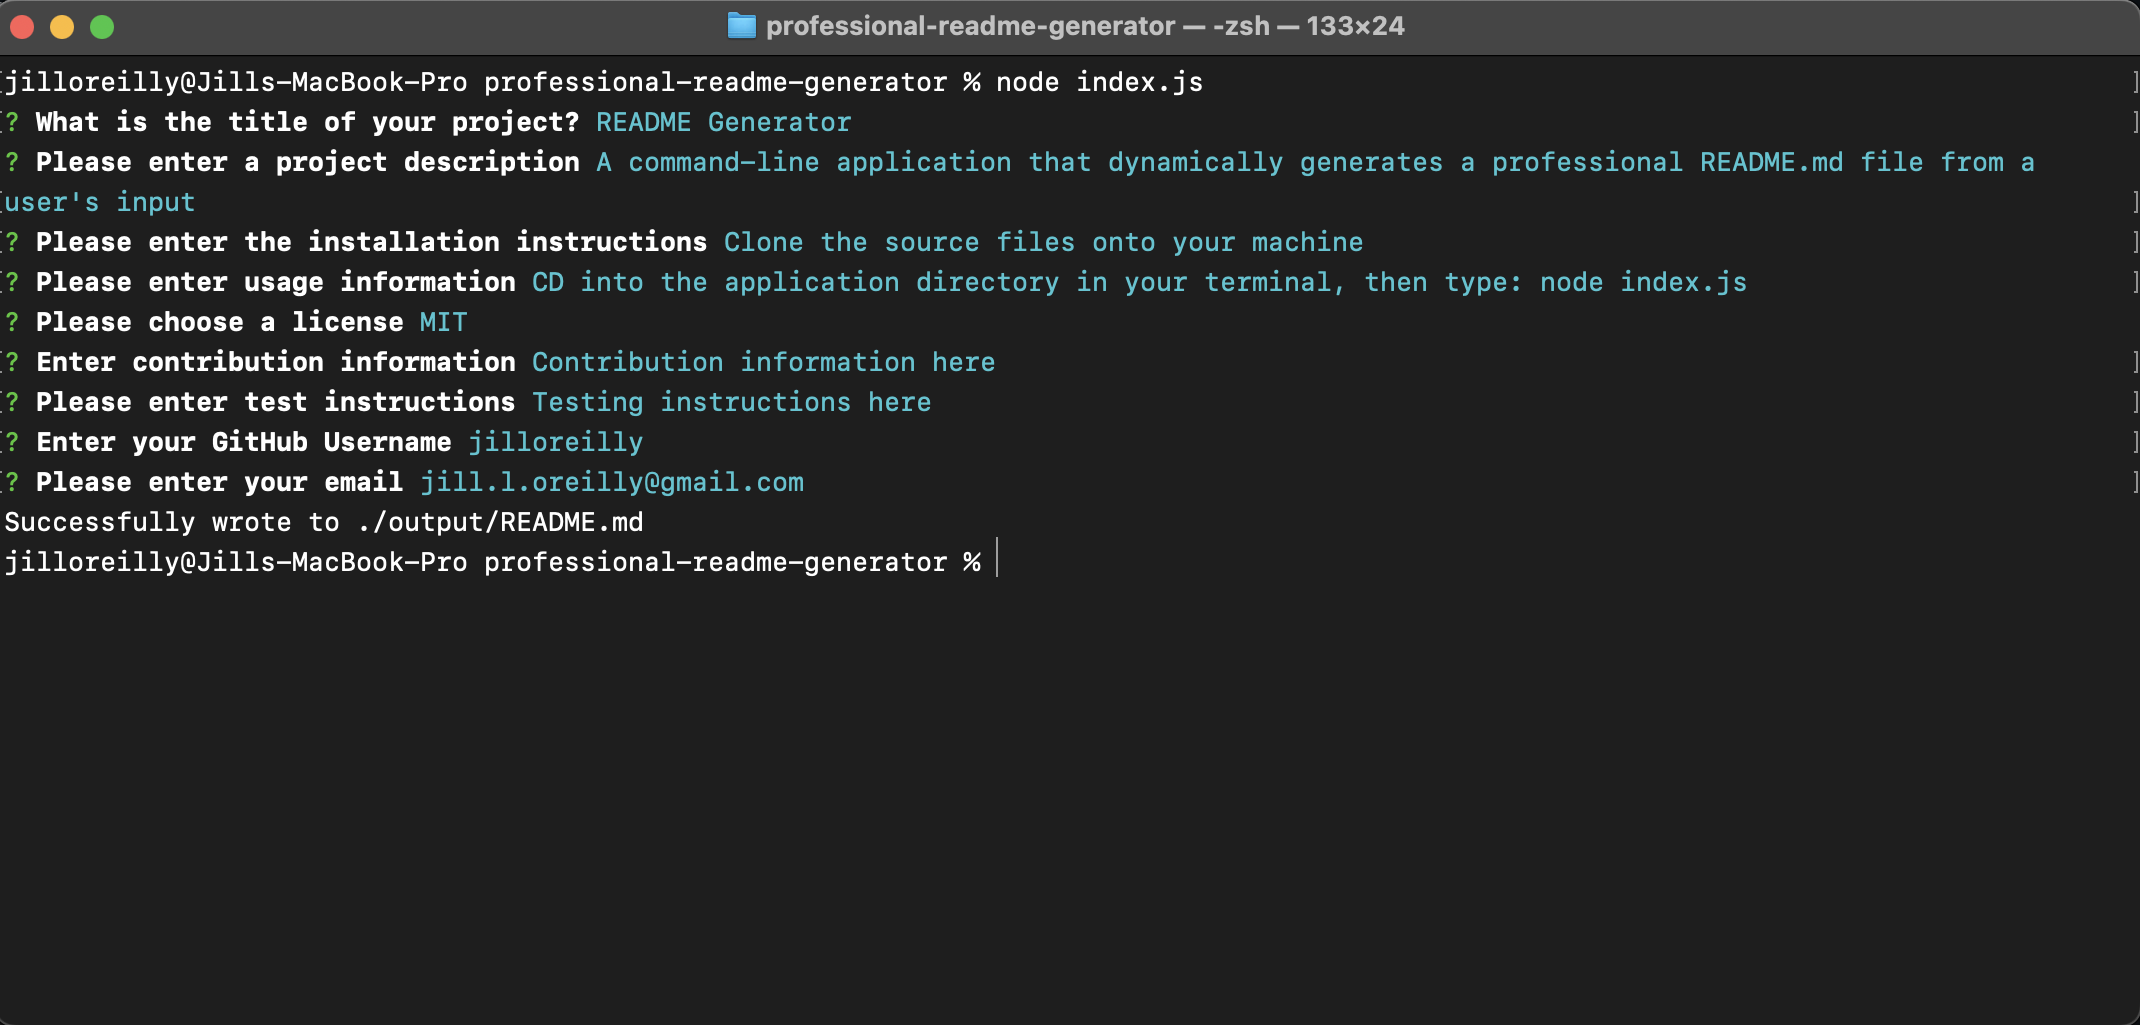 professional-readme-generator — -zsh — 133×24
jilloreilly@Jills-MacBook-Pro professional-readme-generator % node index.js
? What is the title of your project? README Generator
? Please enter a project description A command-line application that dynamically generates a professional README.md file from a
user's input
? Please enter the installation instructions Clone the source files onto your machine
? Please enter usage information CD into the application directory in your terminal, then type: node index.js
? Please choose a license MIT
? Enter contribution information Contribution information here
? Please enter test instructions Testing instructions here
? Enter your GitHub Username jilloreilly
? Please enter your email jill.l.oreilly@gmail.com
Successfully wrote to ./output/README.md
jilloreilly@Jills-MacBook-Pro professional-readme-generator %